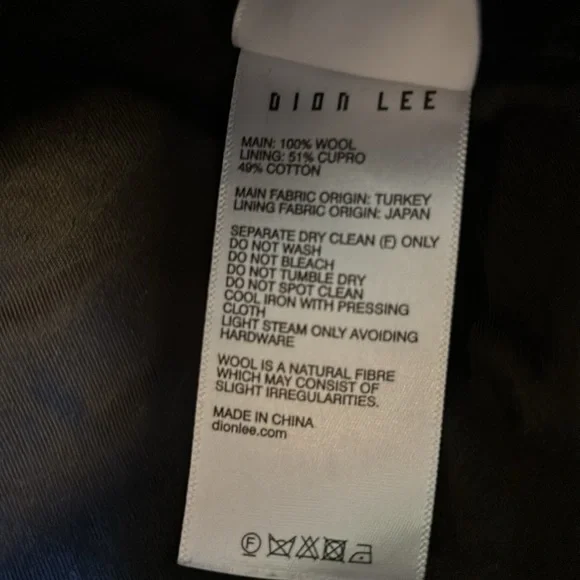 DION LEE
MAIN: 100% WOOL
LINING: 51% CUPRO
49% COTTON
MAIN FABRIC ORIGIN: TURKEY
LINING FABRIC ORIGIN: JAPAN
SEPARATE DRY CLEAN (F) ONLY
DO NOT WASH
DO NOT BLEACH
DO NOT TUMBLE DRY
DO NOT SPOT CLEAN
COOL IRON WITH PRESSING
CLOTH
LIGHT STEAM ONLY AVOIDING
HARDWARE
WOOL IS A NATURAL FIBRE
WHICH MAY CONSIST OF
SLIGHT IRREGULARITIES.
MADE IN CHINA
dionlee.com
F